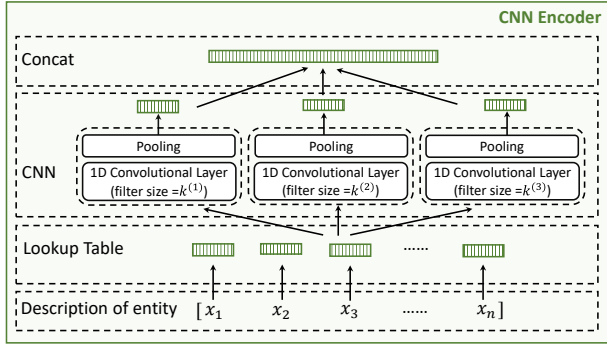 CNN Encoder
Concat
CNN
Pooling
1D Convolutional Layer
(filter size =k^(1))
Pooling
1D Convolutional Layer
(filter size =k^(2))
Pooling
1D Convolutional Layer
(filter size =k^(3))
Lookup Table
......
Description of entity [ x_1 x_2 x_3 ...... x_n ]